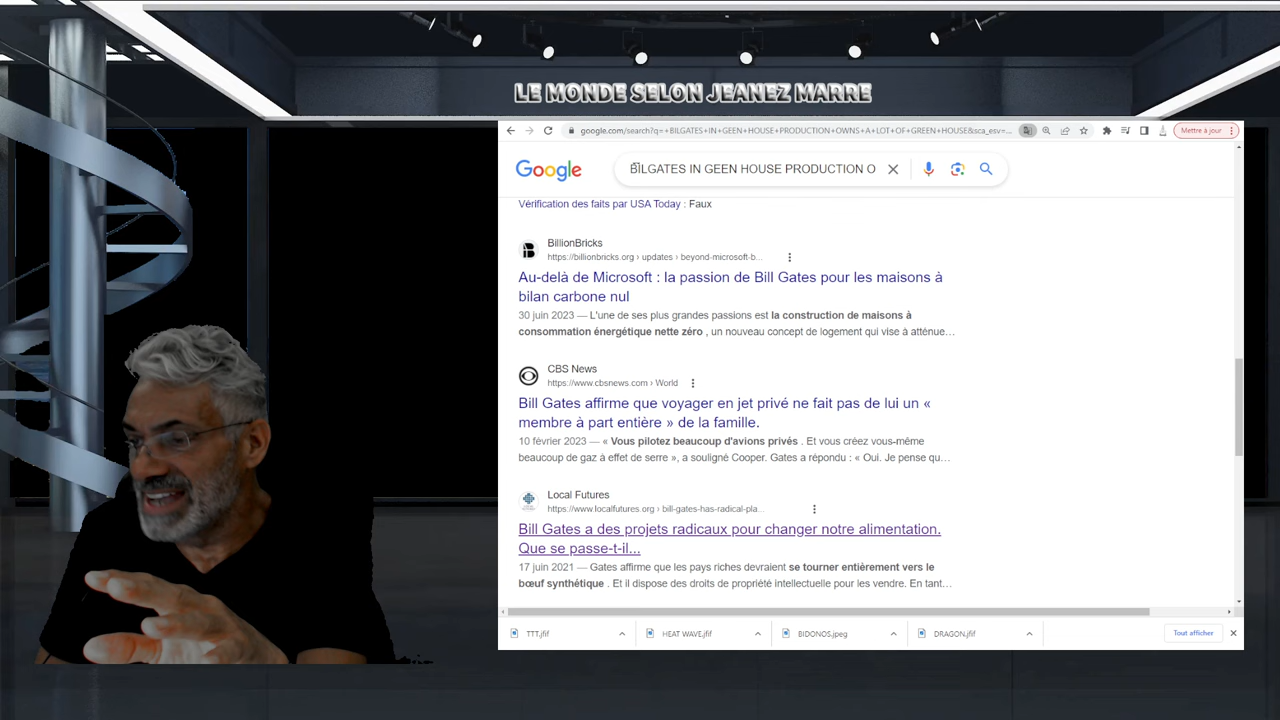 LE MONDE SELON JEANEZ MARRE
google.com/search?q=+BILGATES+IN+GEEN+HOUSE+PRODUCTION+OWNS+A+LOT+OF+GREEN+HOUSE&sca_esv=...
Mettre à jour
Google
BILGATES IN GEEN HOUSE PRODUCTION O
Vérification des faits par USA Today : Faux
BillionBricks
https://billionbricks.org › updates › beyond-microsoft-b...
Au-delà de Microsoft : la passion de Bill Gates pour les maisons à
bilan carbone nul
30 juin 2023 — L'une de ses plus grandes passions est la construction de maisons à
consommation énergétique nette zéro , un nouveau concept de logement qui vise à atténue...
CBS News
https://www.cbsnews.com › World
Bill Gates affirme que voyager en jet privé ne fait pas de lui un «
membre à part entière » de la famille.
10 février 2023 — « Vous pilotez beaucoup d'avions privés . Et vous créez vous-même
beaucoup de gaz à effet de serre », a souligné Cooper. Gates a répondu : « Oui. Je pense qu...
Local Futures
https://www.localfutures.org › bill-gates-has-radical-pla...
Bill Gates a des projets radicaux pour changer notre alimentation.
Que se passe-t-il...
17 juin 2021 — Gates affirme que les pays riches devraient se tourner entièrement vers le
bœuf synthétique . Et il dispose des droits de propriété intellectuelle pour les vendre. En tant...
TTT.jfif
HEAT WAVE.jfif
BIDONOS.jpeg
DRAGON.jfif
Tout afficher